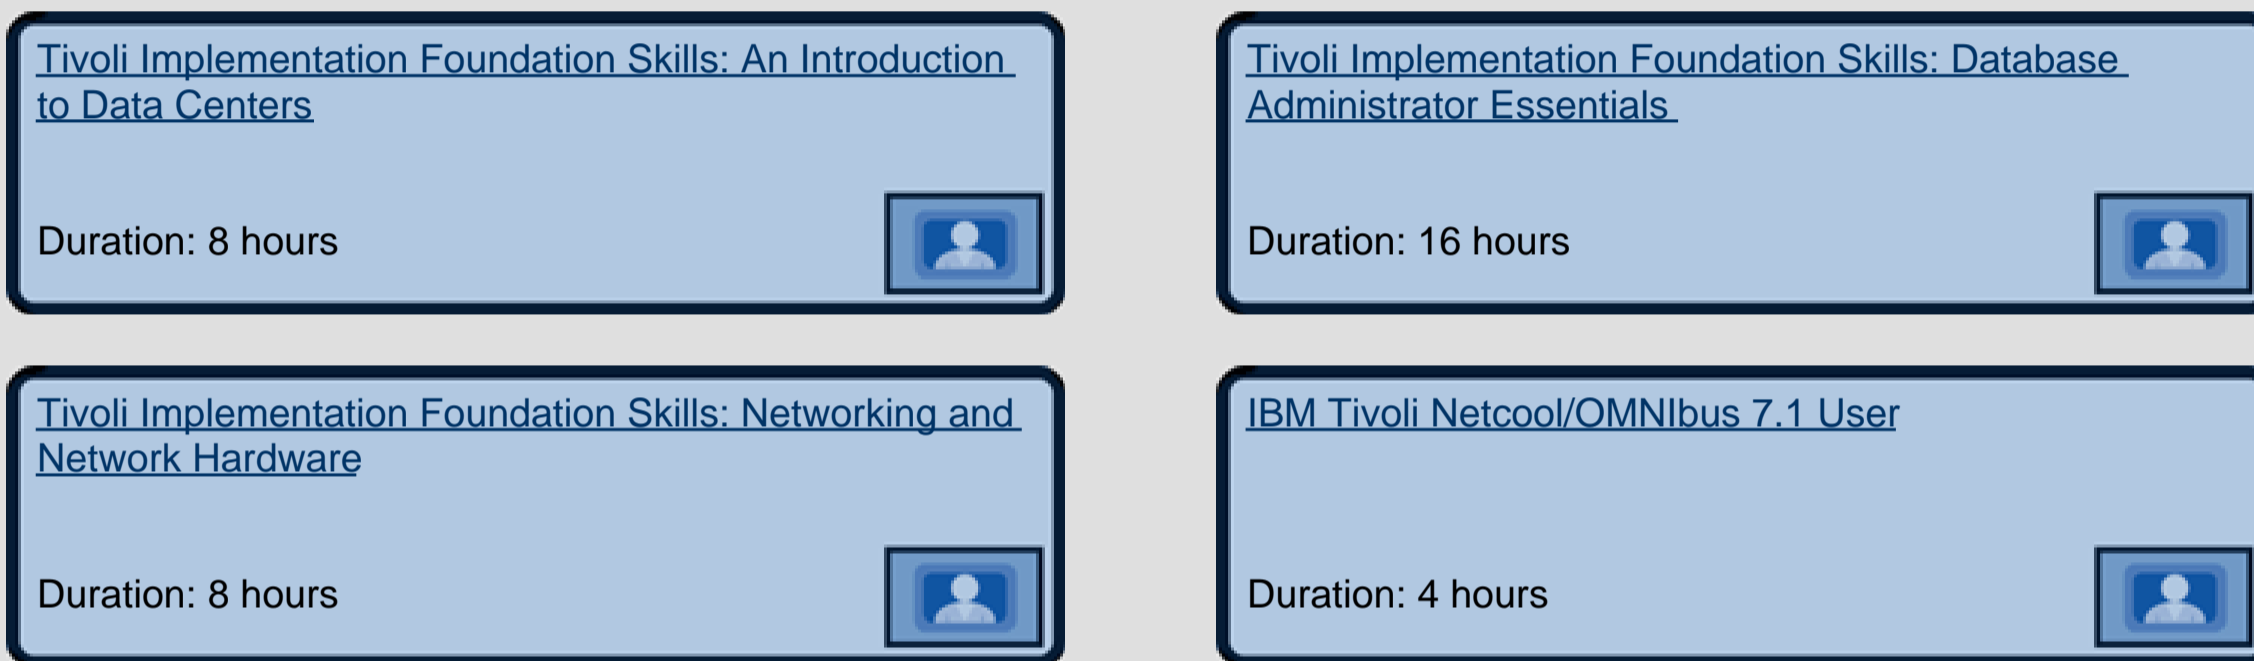 Tivoli Implementation Foundation Skills: An Introduction
to Data Centers
Duration: 8 hours
Tivoli Implementation Foundation Skills: Database
Administrator Essentials
Duration: 16 hours
Tivoli Implementation Foundation Skills: Networking and
Network Hardware
Duration: 8 hours
IBM Tivoli Netcool/OMNIbus 7.1 User
Duration: 4 hours